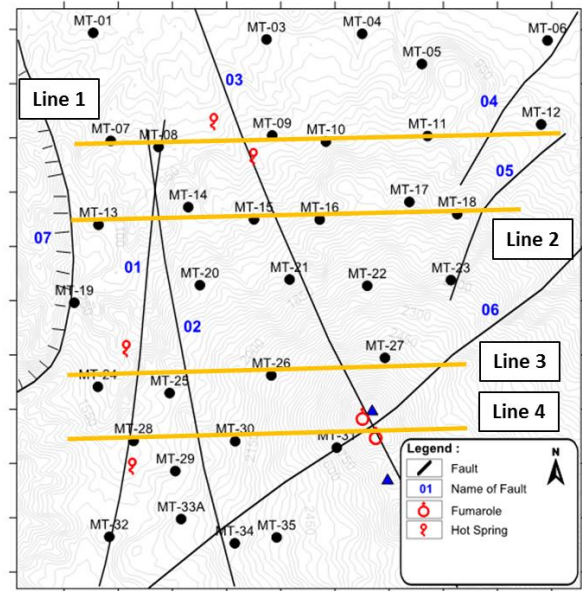 MT-01
MT-03
MT-04
MT-06
MT-05
03
Line 1
04
MT-12
MT-07
MT-08
MT-09
MT-10
MT-11
05
MT-14
MT-17
MT-13
MT-15
MT-16
MT-18
07
01
Line 2
MT-20
MT-21
MT-22
MT-23
MT-19
02
06
MT-27
Line 3
MT-24
MT-25
MT-26
Line 4
MT-28
MT-30
MT-31
MT-29
MT-33A
MT-32
MT-34
MT-35
Legend :
N
Fault
01 Name of Fault
Fumarole
Hot Spring